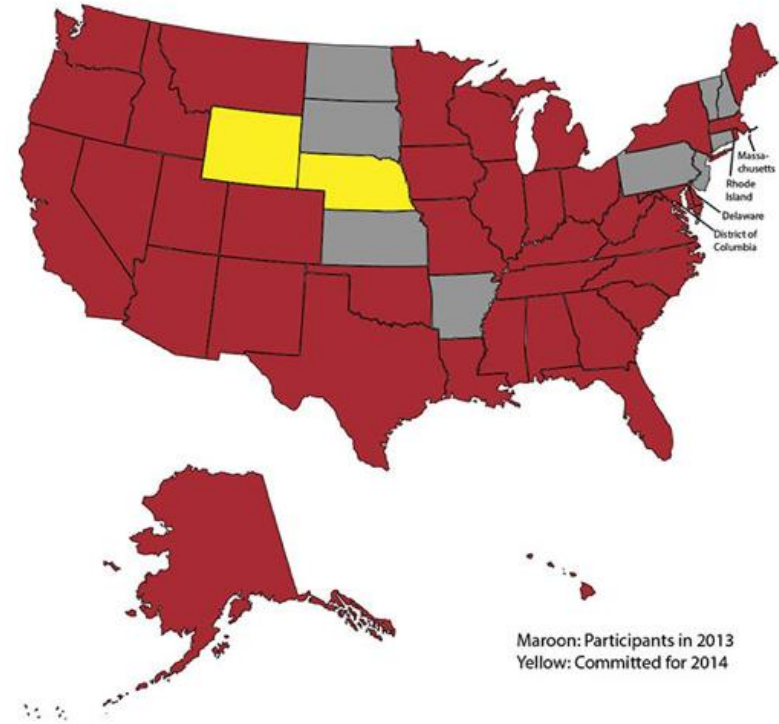 Massa-
chusetts
Rhode
Island
Delaware
District of
Columbia
Maroon: Participants in 2013
Yellow: Committed for 2014